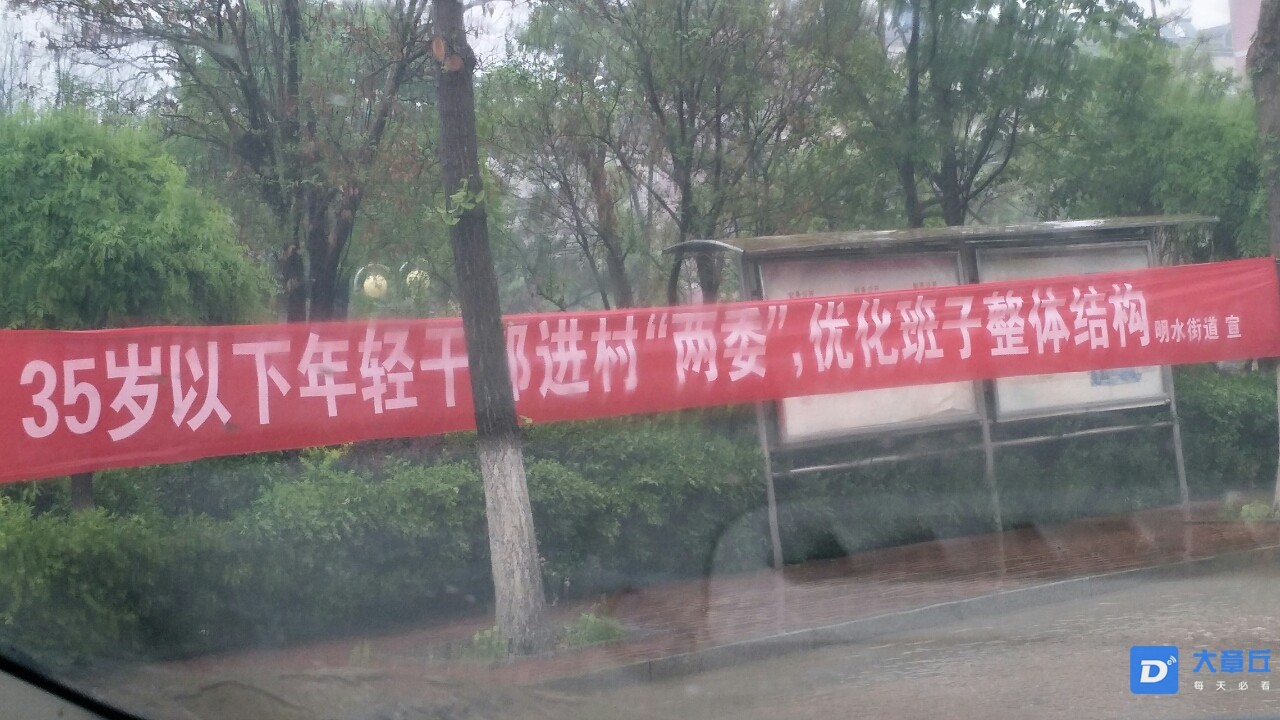 35岁以下年轻干部进村“两委”,优化班子整体结构 明水街道 宣
大章丘
每天必看